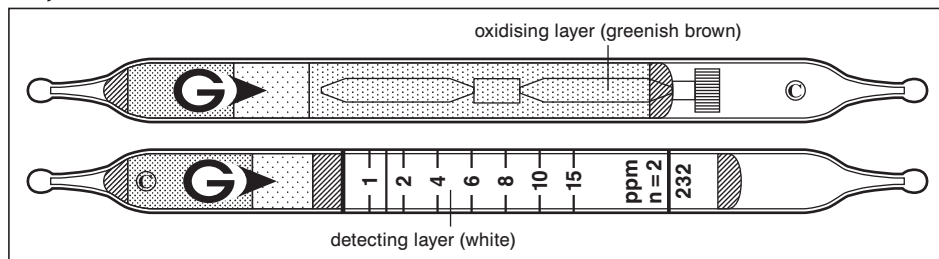 oxidising layer (greenish brown)
G
©
© G 1 2 4 6 8 10 15 ppm n = 2 232
detecting layer (white)